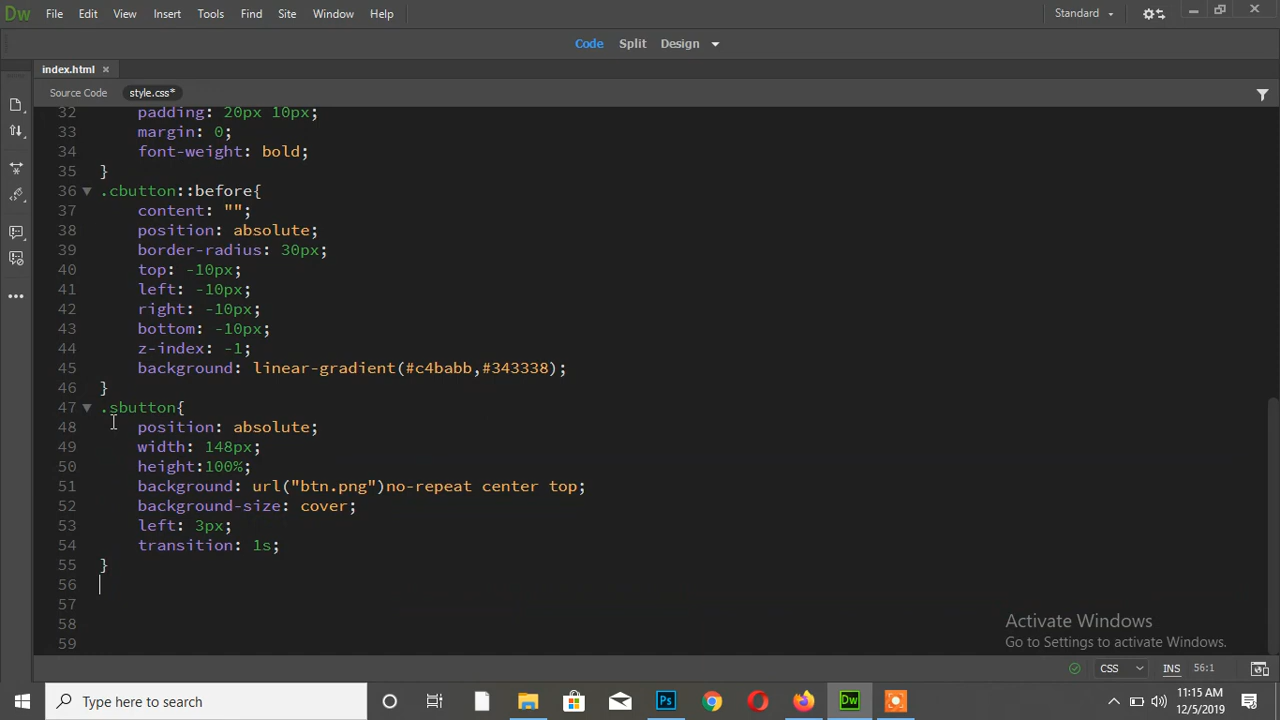 Dw File Edit View Insert Tools Find Site Window Help Standard
Code Split Design
index.html
Source Code style.css*
32 padding: 20px 10px;
33 margin: 0;
34 font-weight: bold;
35 }
36 .cbutton::before{
37 content: "";
38 position: absolute;
39 border-radius: 30px;
40 top: -10px;
41 left: -10px;
42 right: -10px;
43 bottom: -10px;
44 z-index: -1;
45 background: linear-gradient(#c4babb,#343338);
46 }
47 .sbutton{
48 position: absolute;
49 width: 148px;
50 height:100%;
51 background: url("btn.png")no-repeat center top;
52 background-size: cover;
53 left: 3px;
54 transition: 1s;
55 }
56
57
58
59
Activate Windows
Go to Settings to activate Windows.
CSS INS 56:1
Type here to search
Ps
Dw
11:15 AM
12/5/2019